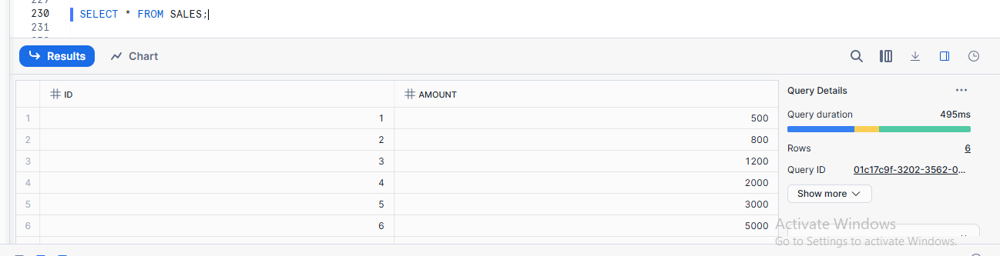 230 SELECT * FROM SALES;
231
Results Chart
ID AMOUNT
1 1 500
2 2 800
3 3 1200
4 4 2000
5 5 3000
6 6 5000
Query Details ...
Query duration 495ms
Rows 6
Query ID 01c17c9f-3202-3562-0...
Show more
Activate Windows
Go to Settings to activate Windows.